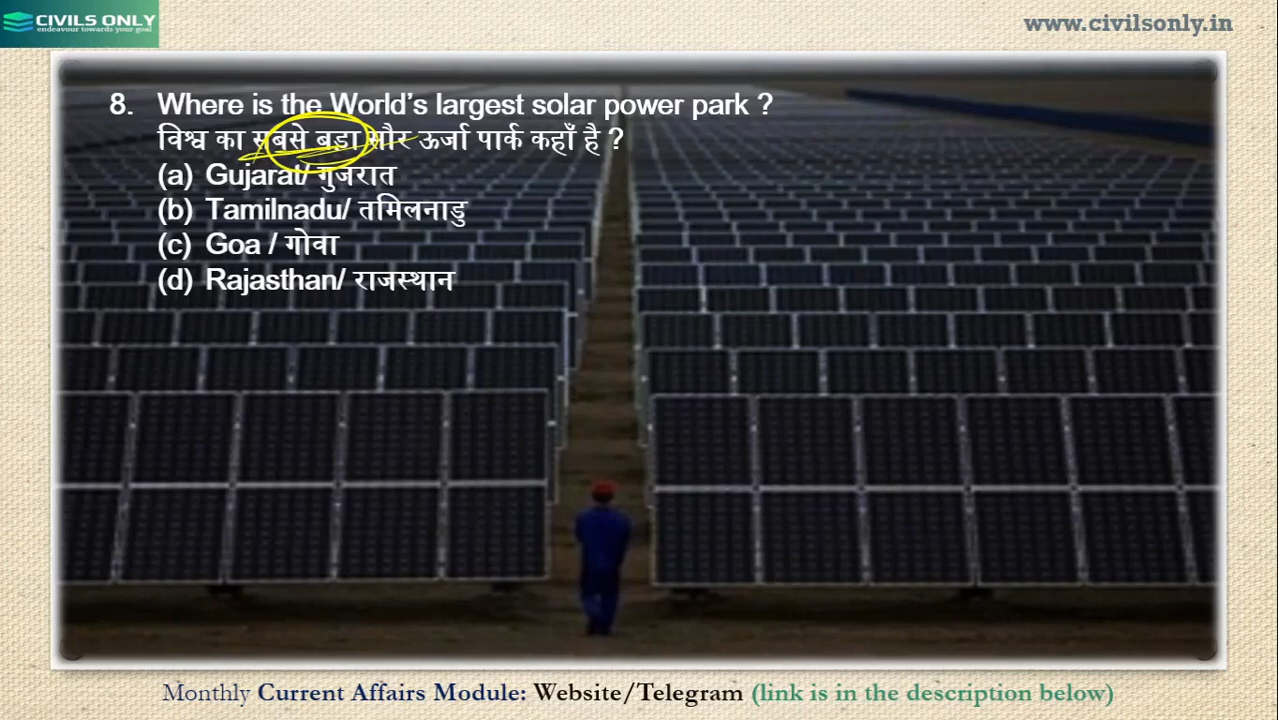 CIVILS ONLY
endeavour towards your goal
www.civilsonly.in
8. Where is the World's largest solar power park ?
विश्व का सबसे बड़ा सौर ऊर्जा पार्क कहाँ है ?
(a) Gujarat/ गुजरात
(b) Tamilnadu/ तमिलनाडु
(c) Goa / गोवा
(d) Rajasthan/ राजस्थान
Monthly Current Affairs Module: Website/Telegram (link is in the description below)